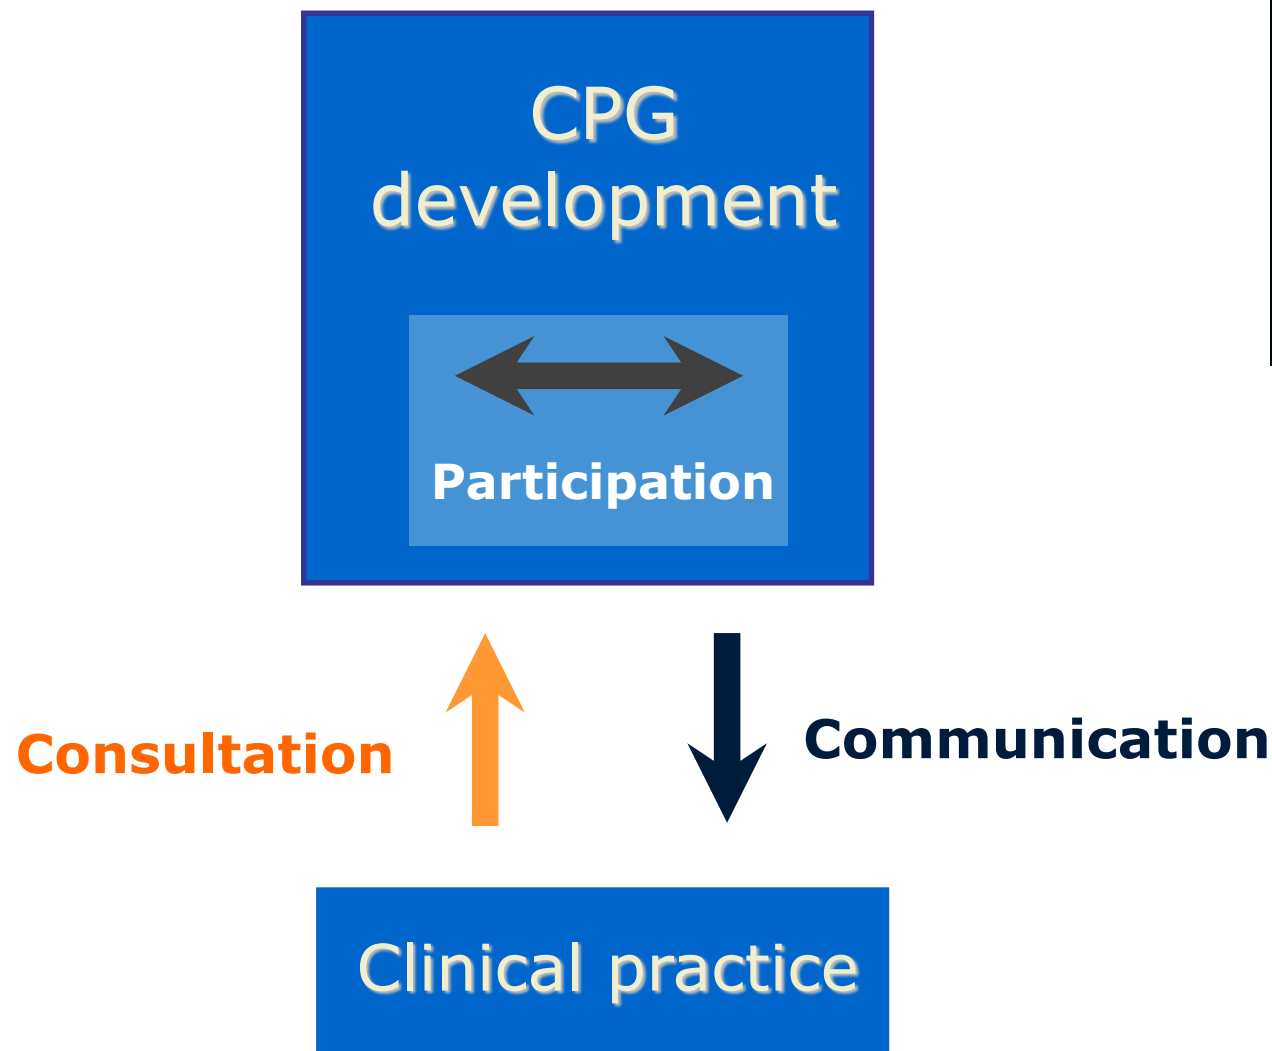 CPG
development
Participation
Consultation
Communication
Clinical practice